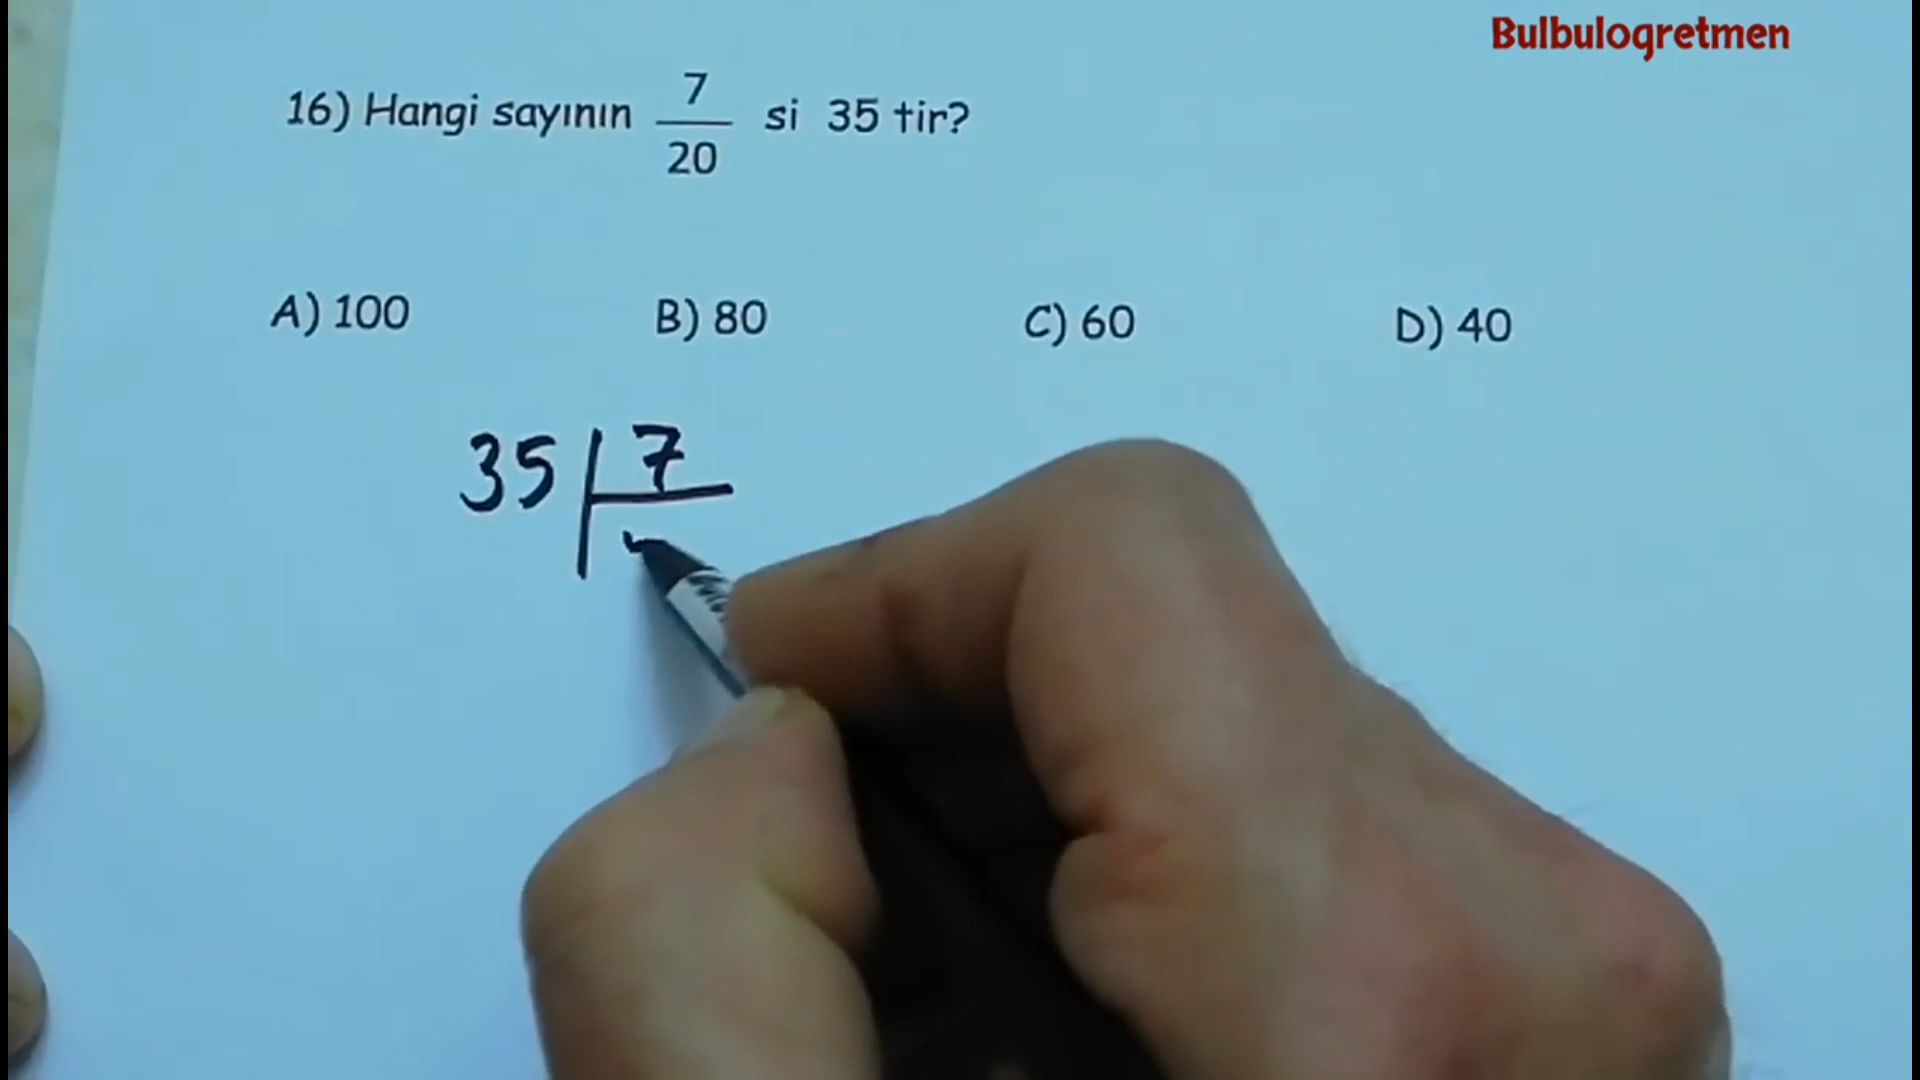 Bulbulogretmen
16) Hangi sayının 7/20 si 35 tir?
A) 100 B) 80 C) 60 D) 40
35 7